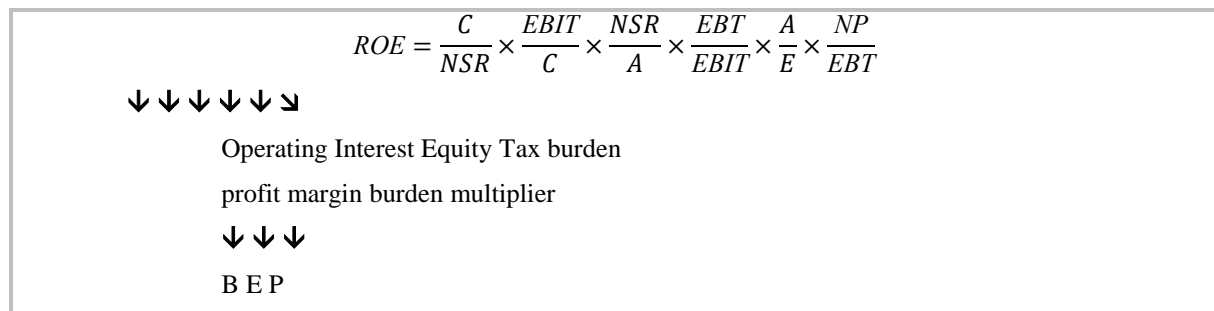 ROE = C/NSR × EBIT/C × NSR/A × EBT/EBIT × A/E × NP/EBT
↓ ↓ ↓ ↓ ↓ ↘
Operating Interest Equity Tax burden
profit margin burden multiplier
↓ ↓ ↓
B E P